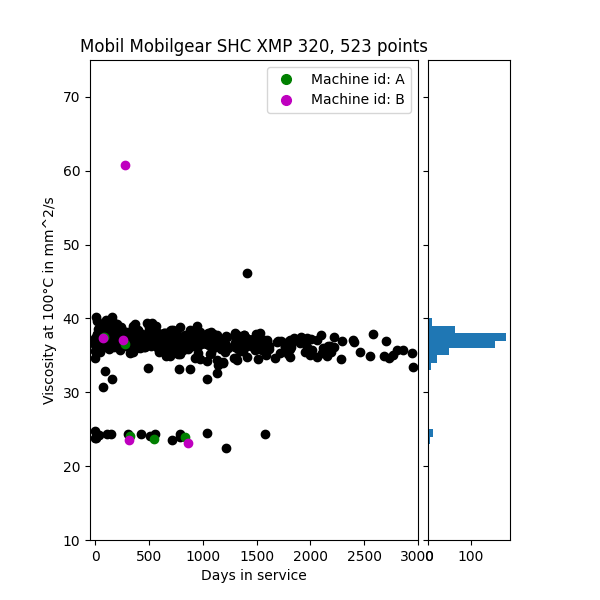 Mobil Mobilgear SHC XMP 320, 523 points
Machine id: A
Machine id: B
Viscosity at 100°C in mm^2/s
70
60
50
40
30
20
10
0 500 1000 1500 2000 2500 3000
0 100
Days in service